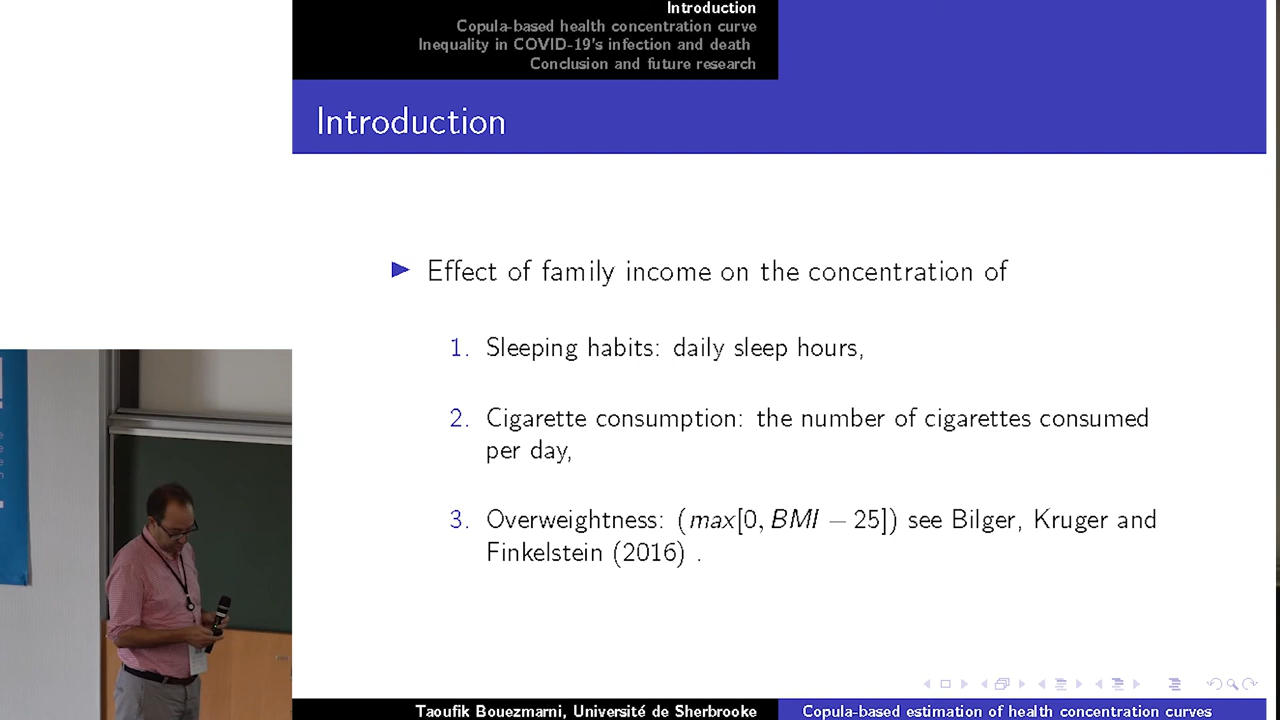 Introduction
Copula-based health concentration curve
Inequality in COVID-19's infection and death
Conclusion and future research
Introduction
Effect of family income on the concentration of
1. Sleeping habits: daily sleep hours,
2. Cigarette consumption: the number of cigarettes consumed
per day,
3. Overweightness: (max[0, BMI − 25]) see Bilger, Kruger and
Finkelstein (2016) .
Taoufik Bouezmarni, Université de Sherbrooke
Copula-based estimation of health concentration curves